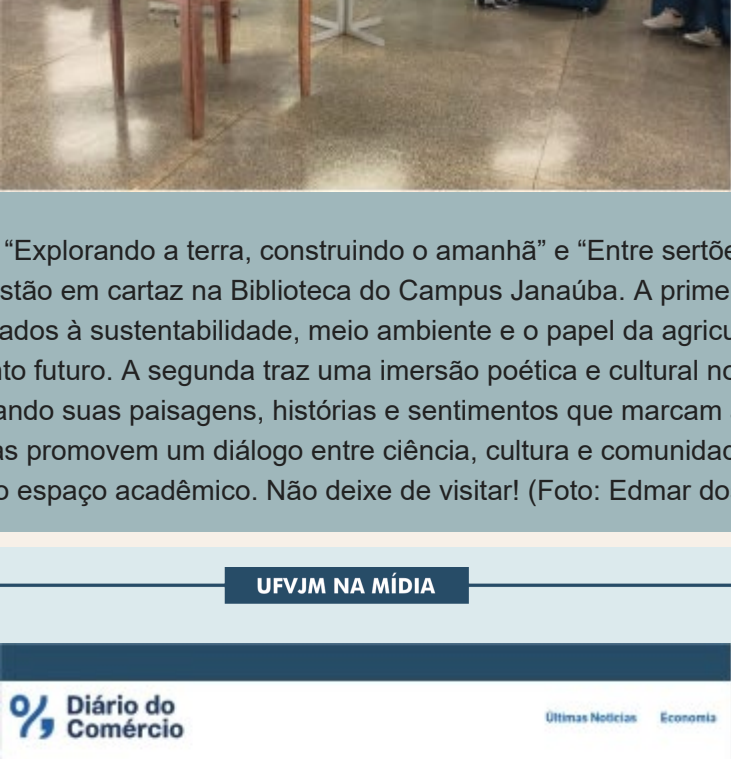 “Explorando a terra, construindo o amanhã” e “Entre sertõe
stão em cartaz na Biblioteca do Campus Janaúba. A prime
ados à sustentabilidade, meio ambiente e o papel da agricu
nto futuro. A segunda traz uma imersão poética e cultural no
ando suas paisagens, histórias e sentimentos que marcam
as promovem um diálogo entre ciência, cultura e comunidad
o espaço acadêmico. Não deixe de visitar! (Foto: Edmar do
UFVJM NA MÍDIA
Diário do
Comércio
Últimas Notícias Economia